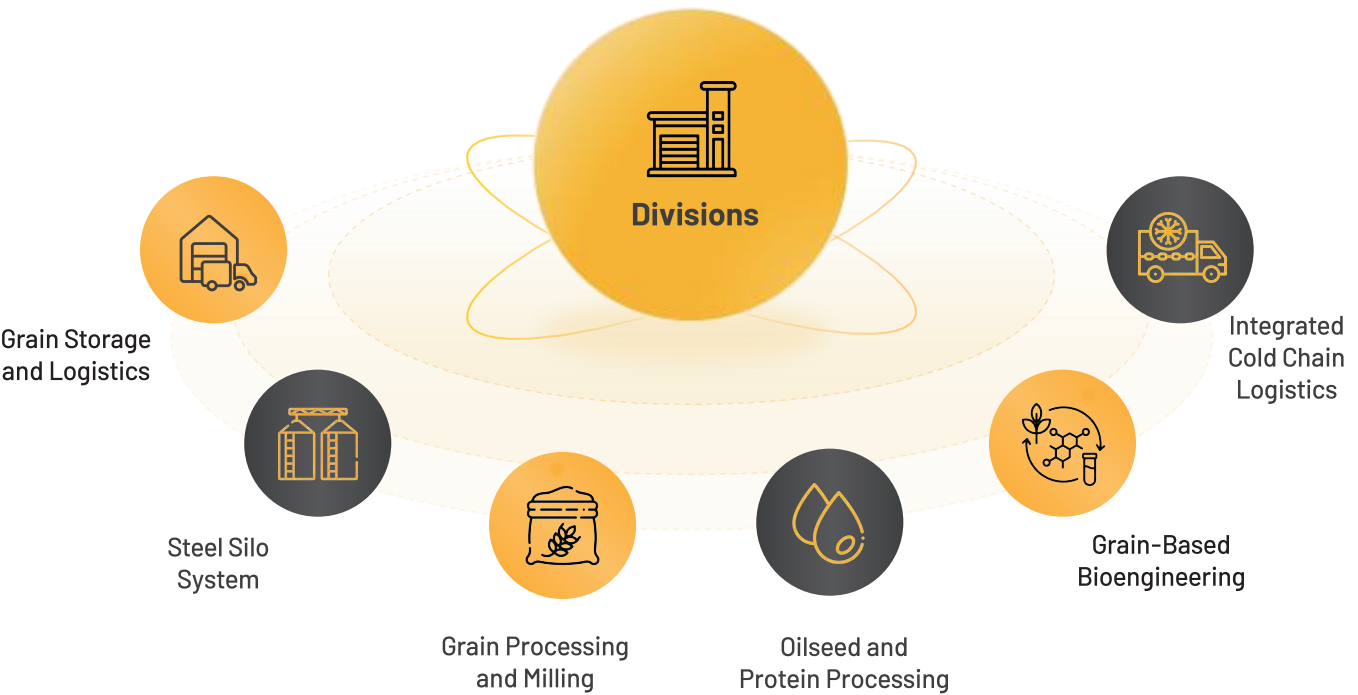 Divisions
Grain Storage
and Logistics
Steel Silo
System
Grain Processing
and Milling
Oilseed and
Protein Processing
Grain-Based
Bioengineering
Integrated
Cold Chain
Logistics